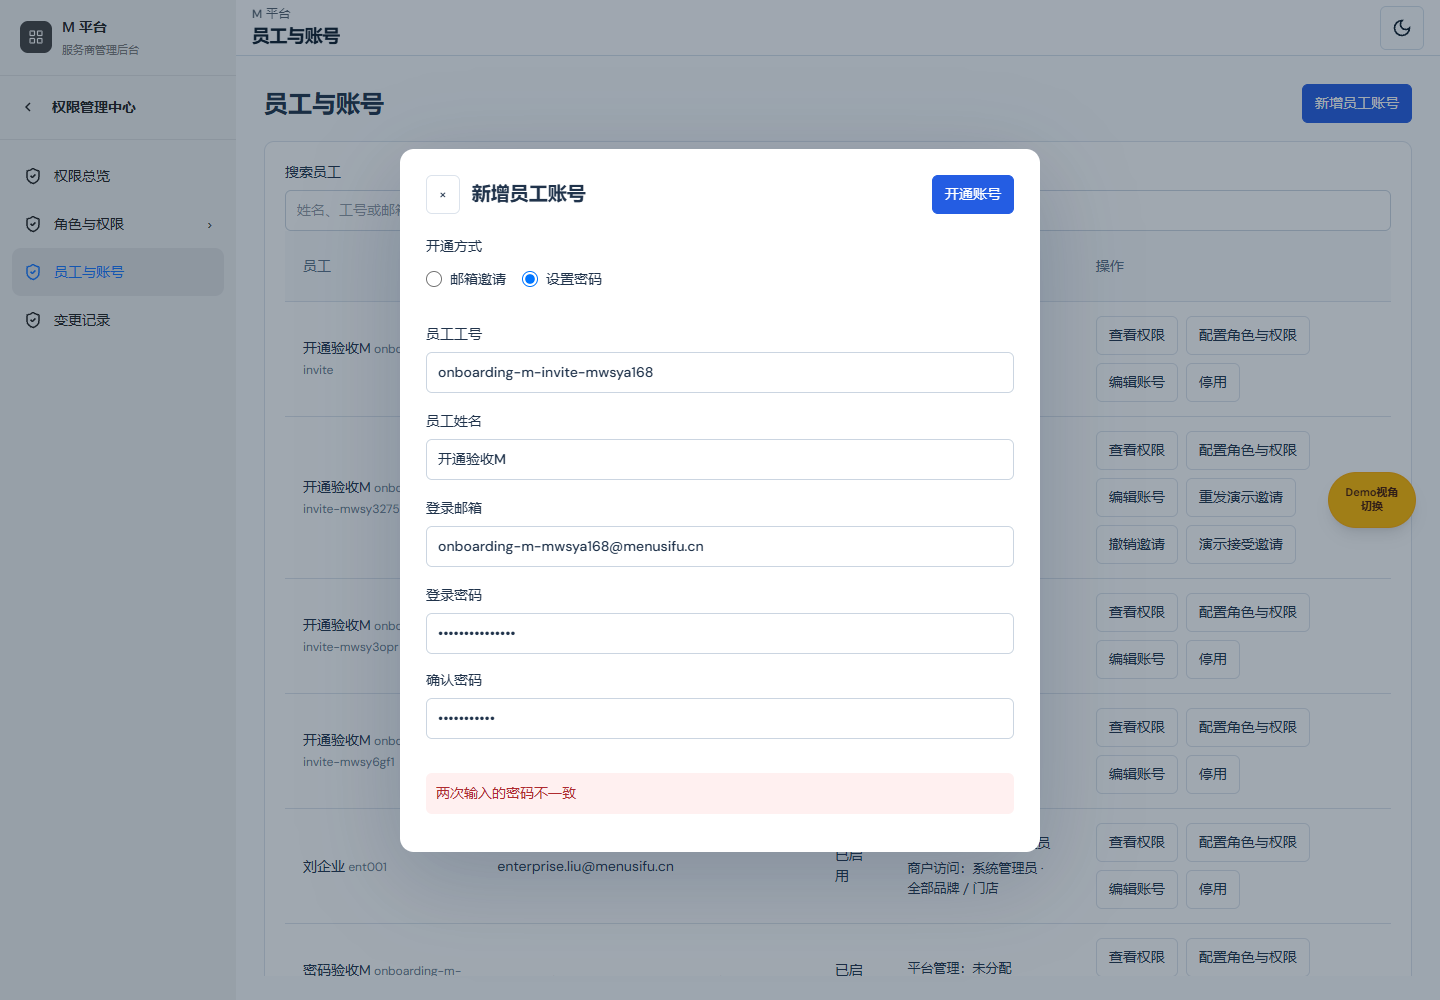 M 平台
服务商管理后台
权限管理中心
权限总览
角色与权限
员工与账号
变更记录
M 平台
员工与账号
员工与账号
新增员工账号
搜索员工
姓名、工号或邮
员工
操作
开通验收M onbo
invite
查看权限
配置角色与权限
编辑账号
停用
开通验收M onbo
invite-mwsy3275
查看权限
配置角色与权限
编辑账号
重发演示邀请
撤销邀请
演示接受邀请
Demo视角
切换
开通验收M onbo
invite-mwsy3opr
查看权限
配置角色与权限
编辑账号
停用
开通验收M onbo
invite-mwsy6gf1
查看权限
配置角色与权限
编辑账号
停用
刘企业 ent001
enterprise.liu@menusifu.cn
已启
用
员
商户访问：系统管理员 ·
全部品牌 / 门店
查看权限
配置角色与权限
编辑账号
停用
密码验收M onboarding-m-
已启
平台管理：未分配
查看权限
配置角色与权限
×
新增员工账号
开通账号
开通方式
邮箱邀请
设置密码
员工工号
onboarding-m-invite-mwsya168
员工姓名
开通验收M
登录邮箱
onboarding-m-mwsya168@menusifu.cn
登录密码
•••••••••••••••
确认密码
•••••••••••
两次输入的密码不一致